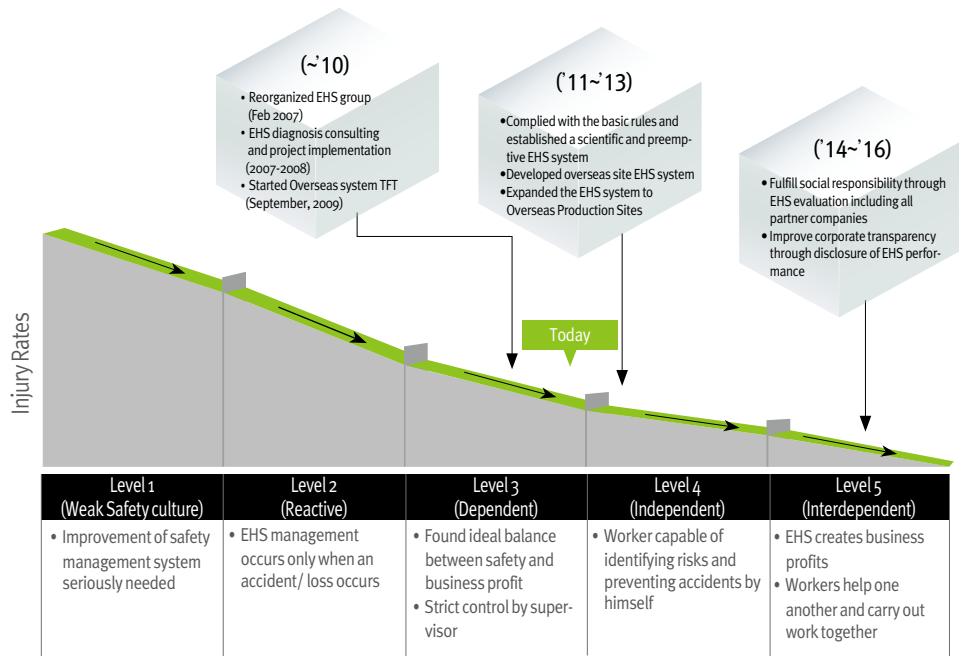 (~'10)
• Reorganized EHS group
(Feb 2007)
• EHS diagnosis consulting
and project implementation
(2007-2008)
• Started Overseas system TFT
(September, 2009)
('11~'13)
•Complied with the basic rules and
established a scientific and preemp-
tive EHS system
•Developed overseas site EHS system
•Expanded the EHS system to
Overseas Production Sites
('14~'16)
• Fulfill social responsibility through
EHS evaluation including all
partner companies
• Improve corporate transparency
through disclosure of EHS perfor-
mance
Today
Injury Rates
Level 1
(Weak Safety culture)
• Improvement of safety
management system
seriously needed
Level 2
(Reactive)
• EHS management
occurs only when an
accident/ loss occurs
Level 3
(Dependent)
• Found ideal balance
between safety and
business profit
• Strict control by super-
visor
Level 4
(Independent)
• Worker capable of
identifying risks and
preventing accidents by
himself
Level 5
(Interdependent)
• EHS creates business
profits
• Workers help one
another and carry out
work together